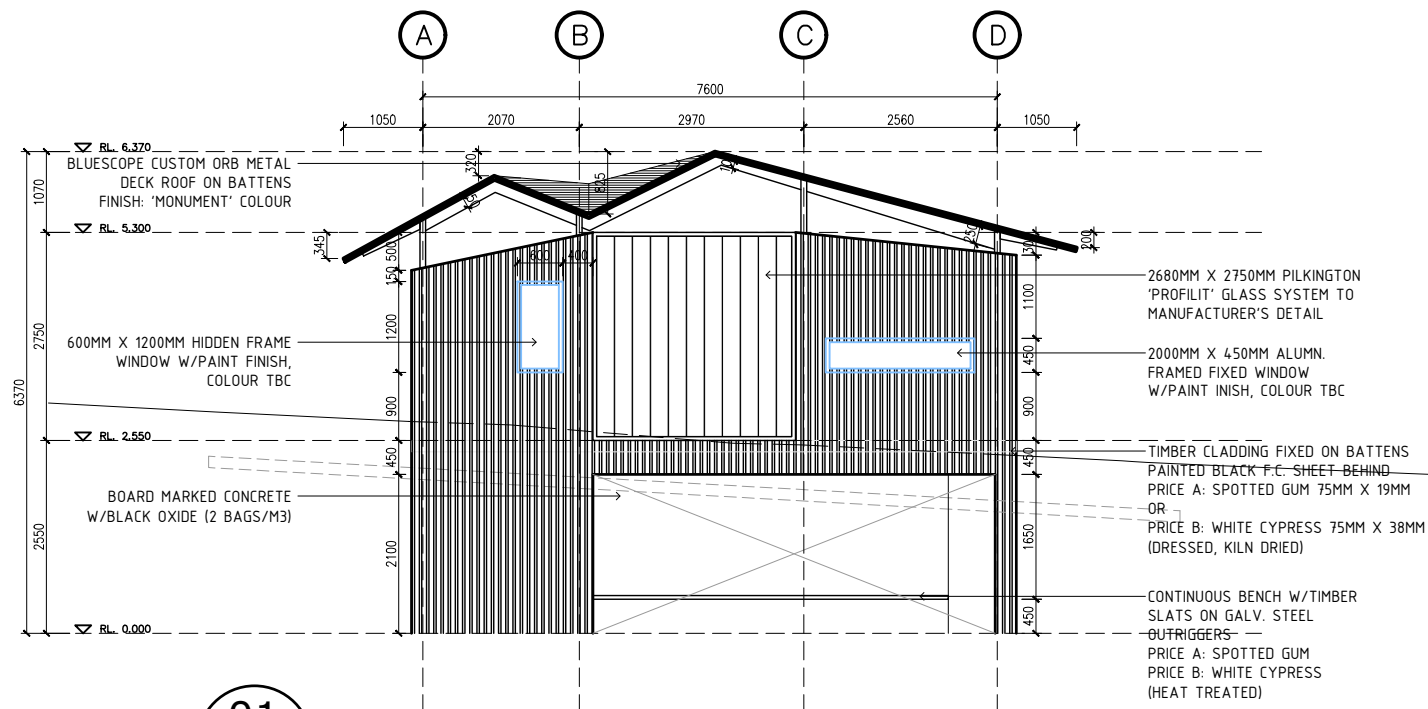 A B C D
7600
1050 2070 2970 2560 1050
RL. 6.370
BLUESCOPE CUSTOM ORB METAL
DECK ROOF ON BATTENS
FINISH: 'MONUMENT' COLOUR
320
825
10
1070
RL. 5.300
345
500
600 400
250
30
200
150
2680MM X 2750MM PILKINGTON
'PROFILIT' GLASS SYSTEM TO
MANUFACTURER'S DETAIL
1200
1100
2750
600MM X 1200MM HIDDEN FRAME
WINDOW W/PAINT FINISH,
COLOUR TBC
450
2000MM X 450MM ALUMN.
FRAMED FIXED WINDOW
W/PAINT INISH, COLOUR TBC
6370
900
900
RL. 2.550
450
450
TIMBER CLADDING FIXED ON BATTENS
PAINTED BLACK F.C. SHEET BEHIND
PRICE A: SPOTTED GUM 75MM X 19MM
OR
PRICE B: WHITE CYPRESS 75MM X 38MM
(DRESSED, KILN DRIED)
BOARD MARKED CONCRETE
W/BLACK OXIDE (2 BAGS/M3)
2550
2100
1650
450
CONTINUOUS BENCH W/TIMBER
SLATS ON GALV. STEEL
OUTRIGGERS
PRICE A: SPOTTED GUM
PRICE B: WHITE CYPRESS
(HEAT TREATED)
RL. 0.000